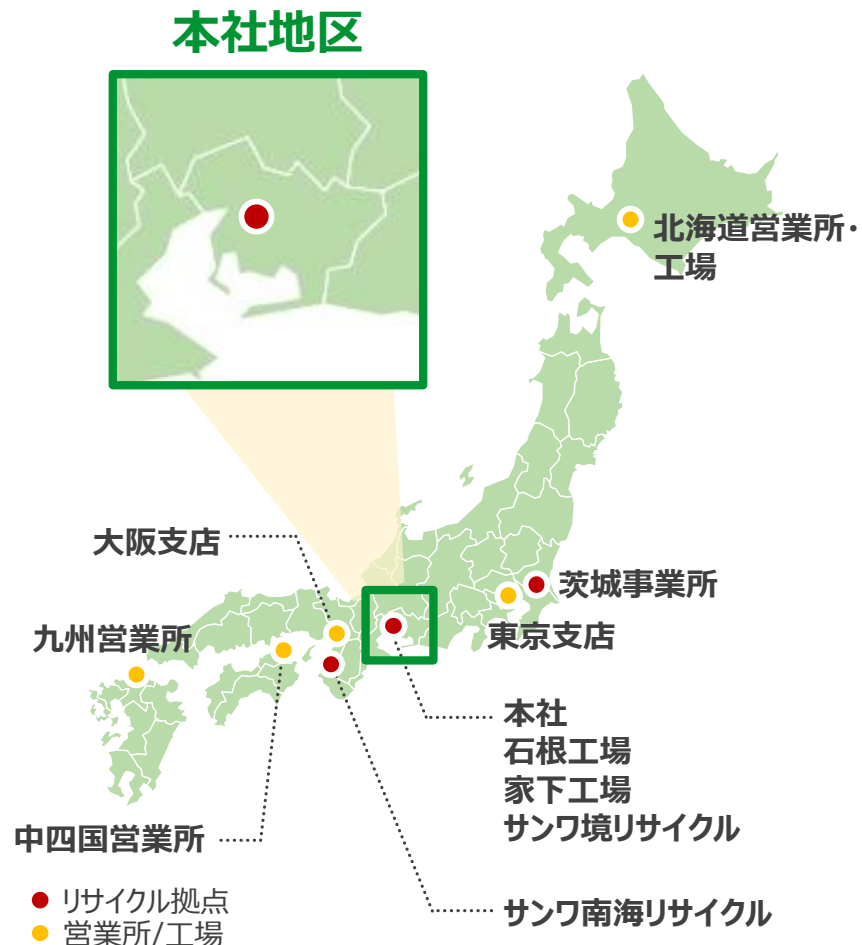 本社地区
北海道営業所・
工場
大阪支店
茨城事業所
九州営業所
東京支店
本社
石根工場
家下工場
サンワ境リサイクル
中四国営業所
サンワ南海リサイクル
リサイクル拠点
営業所/工場